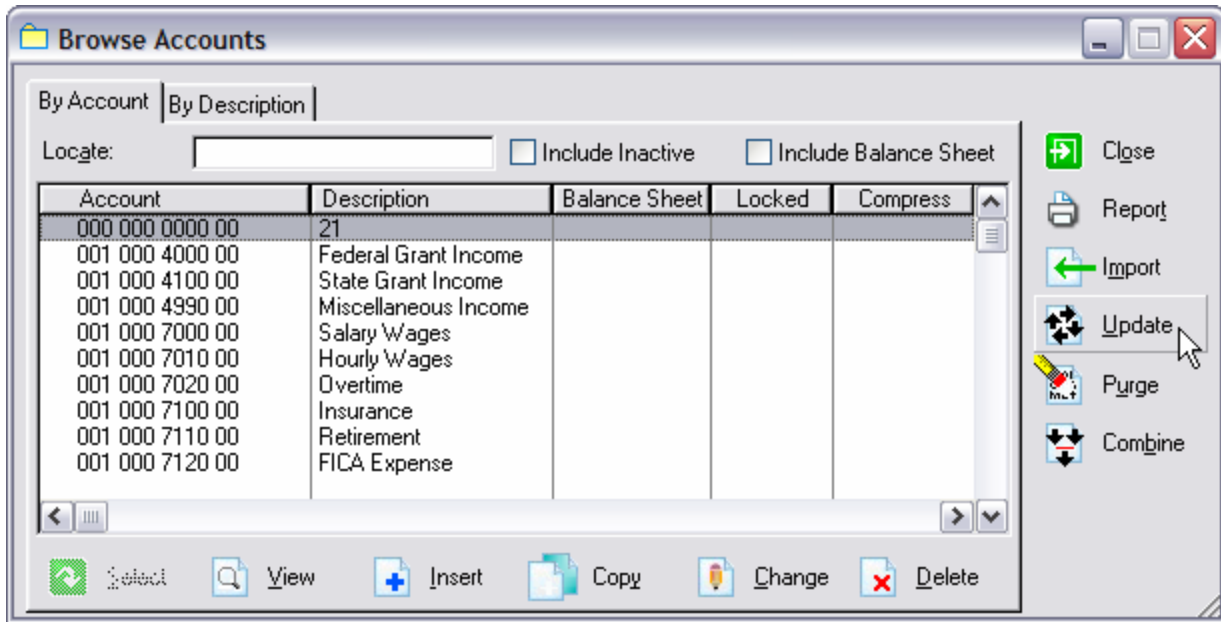 Browse Accounts
By Account By Description
Locate: Include Inactive Include Balance Sheet
Account Description Balance Sheet Locked Compress
000 000 0000 00 21
001 000 4000 00 Federal Grant Income
001 000 4100 00 State Grant Income
001 000 4990 00 Miscellaneous Income
001 000 7000 00 Salary Wages
001 000 7010 00 Hourly Wages
001 000 7020 00 Overtime
001 000 7100 00 Insurance
001 000 7110 00 Retirement
001 000 7120 00 FICA Expense
Select View Insert Copy Change Delete
Close
Report
Import
Update
Purge
Combine